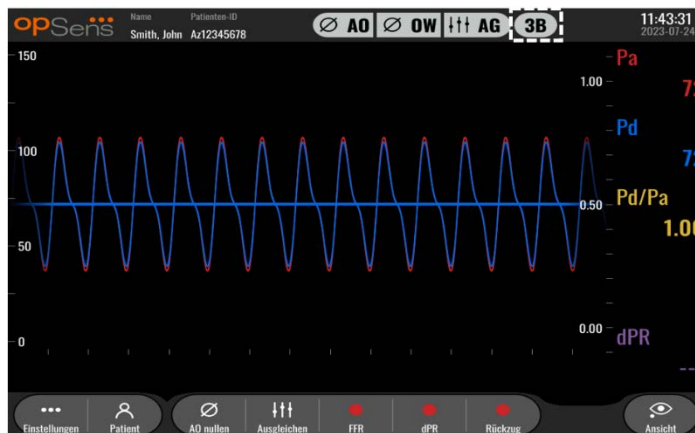 opSens
Name
Patienten-ID
Smith, John
Az12345678
AO
OW
AG
3B
11:43:31
2023-07-24
150
100
50
0
1.00
0.50
0.00
Pa
Pd
Pd/Pa
dPR
--
Einstellungen
Patient
AO nullen
Ausgleichen
FFR
dPR
Rückzug
Ansicht